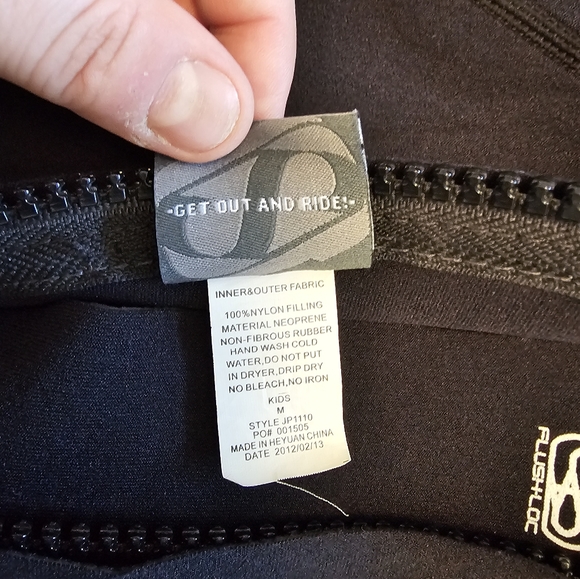 -GET OUT AND RIDE!-
INNER&OUTER FABRIC
100%NYLON FILLING
MATERIAL NEOPRENE
NON-FIBROUS RUBBER
HAND WASH COLD
WATER,DO NOT PUT
IN DRYER,DRIP DRY
NO BLEACH,NO IRON
KIDS
M
STYLE JP1110
PO# 001505
MADE IN HEYUAN CHINA
DATE 2012/02/13
FLUSH-LOC